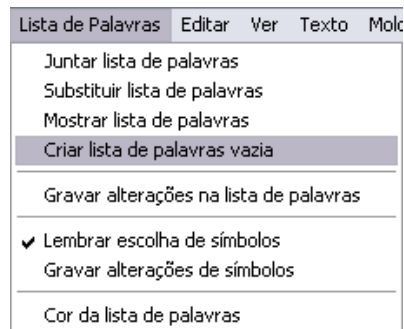 Lista de Palavras Editar Ver Texto
Juntar lista de palavras
Substituir lista de palavras
Mostrar lista de palavras
Criar lista de palavras vazia
Gravar alterações na lista de palavras
Lembrar escolha de símbolos
Gravar alterações de símbolos
Cor da lista de palavras